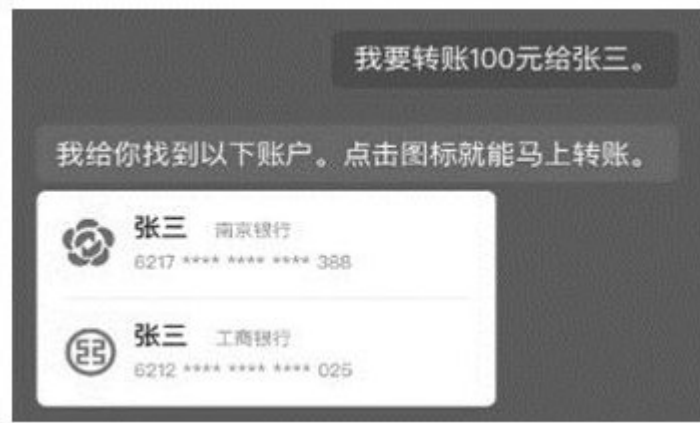 我要转账100元给张三。
我给你找到以下账户。点击图标就能马上转账。
张三 南京银行
6217 **** **** **** 388
张三 工商银行
6212 **** **** **** 025